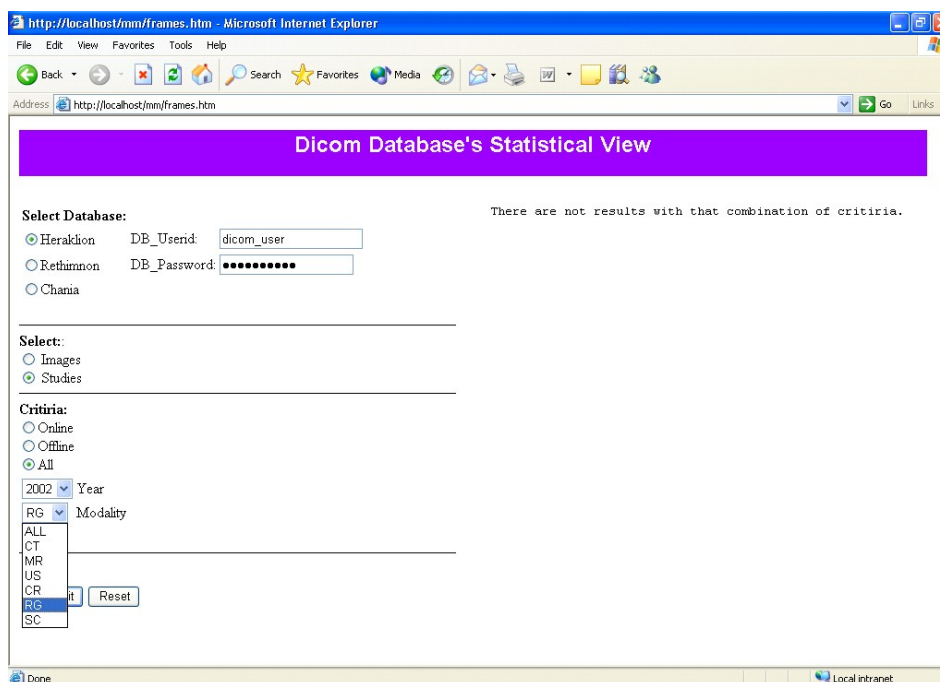 http://localhost/mm/frames.htm - Microsoft Internet Explorer
File Edit View Favorites Tools Help
Back Search Favorites Media
Address http://localhost/mm/frames.htm Go Links
Dicom Database's Statistical View
There are not results with that combination of critiria.
Select Database:
Heraklion DB_Userid: dicom_user
Rethimnon DB_Password: ●●●●●●●●●●
Chania
Select::
Images
Studies
Critiria:
Online
Offline
All
2002 Year
RG Modality
ALL
CT
MR
US
CR
RG
SC
it Reset
Done Local intranet